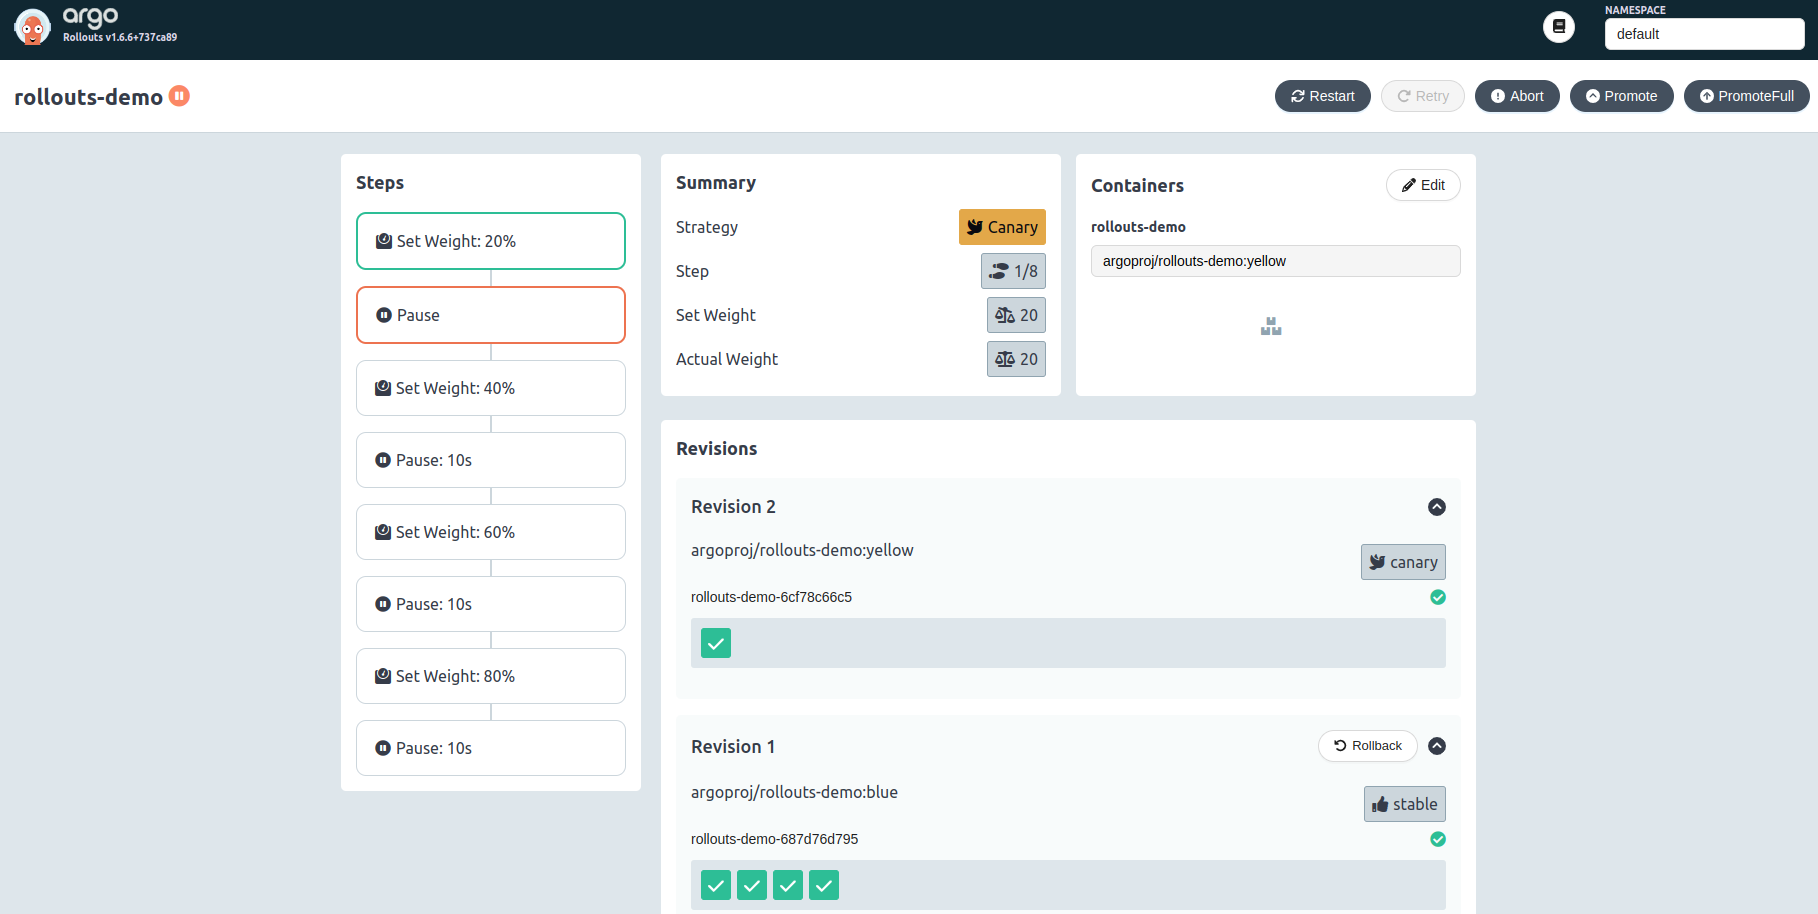 argo
Rollouts v1.6.6+737ca89
NAMESPACE
default
rollouts-demo
Restart
Retry
Abort
Promote
PromoteFull
Steps
Set Weight: 20%
Pause
Set Weight: 40%
Pause: 10s
Set Weight: 60%
Pause: 10s
Set Weight: 80%
Pause: 10s
Summary
Strategy
Canary
Step
1/8
Set Weight
20
Actual Weight
20
Containers
Edit
rollouts-demo
argoproj/rollouts-demo:yellow
Revisions
Revision 2
argoproj/rollouts-demo:yellow
canary
rollouts-demo-6cf78c66c5
Revision 1
Rollback
argoproj/rollouts-demo:blue
stable
rollouts-demo-687d76d795